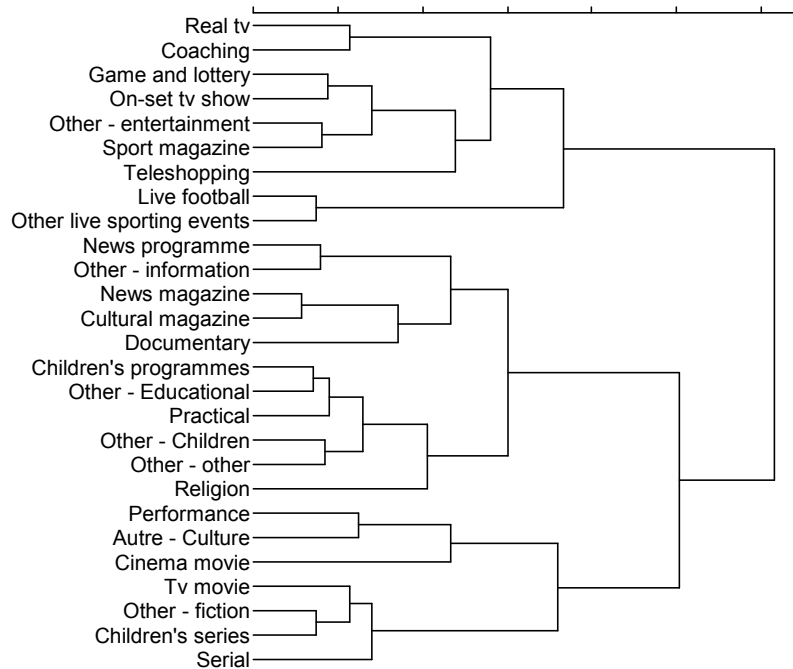 Real tv
Coaching
Game and lottery
On-set tv show
Other - entertainment
Sport magazine
Teleshopping
Live football
Other live sporting events
News programme
Other - information
News magazine
Cultural magazine
Documentary
Children's programmes
Other - Educational
Practical
Other - Children
Other - other
Religion
Performance
Autre - Culture
Cinema movie
Tv movie
Other - fiction
Children's series
Serial